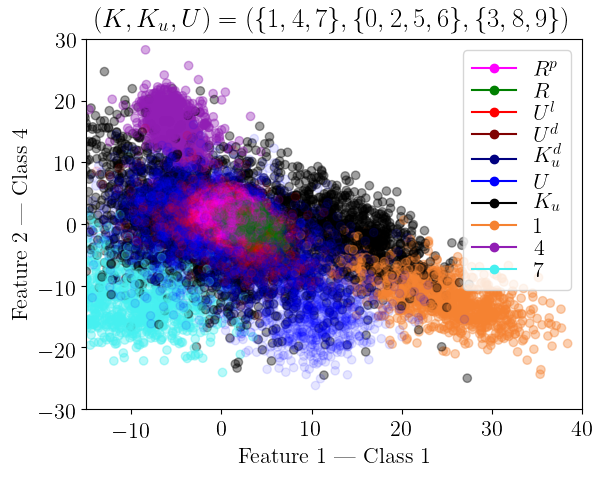 (K, K_u, U) = ({1, 4, 7}, {0, 2, 5, 6}, {3, 8, 9})
30
20
10
0
−10
−20
−30
Feature 2 — Class 4
R^p
R
U^l
U^d
K_u^d
U
K_u
1
4
7
−10 0 10 20 30 40
Feature 1 — Class 1